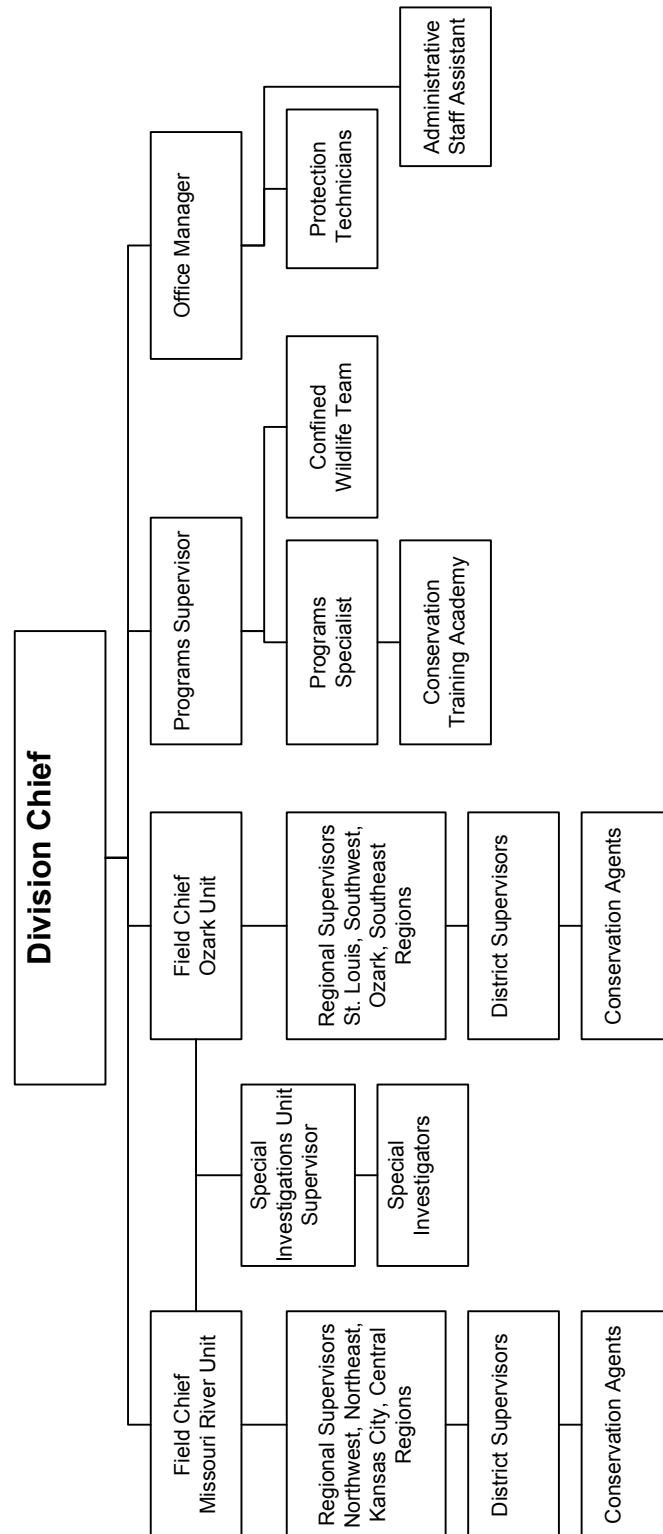 Division Chief
Field Chief
Missouri River Unit
Field Chief
Ozark Unit
Programs Supervisor
Office Manager
Special
Investigations Unit
Supervisor
Regional Supervisors
Northwest, Northeast,
Kansas City, Central
Regions
Regional Supervisors
St. Louis, Southwest,
Ozark, Southeast
Regions
Programs
Specialist
Confined
Wildlife Team
Protection
Technicians
Special
Investigators
Conservation
Training Academy
Administrative
Staff Assistant
District Supervisors
District Supervisors
Conservation Agents
Conservation Agents